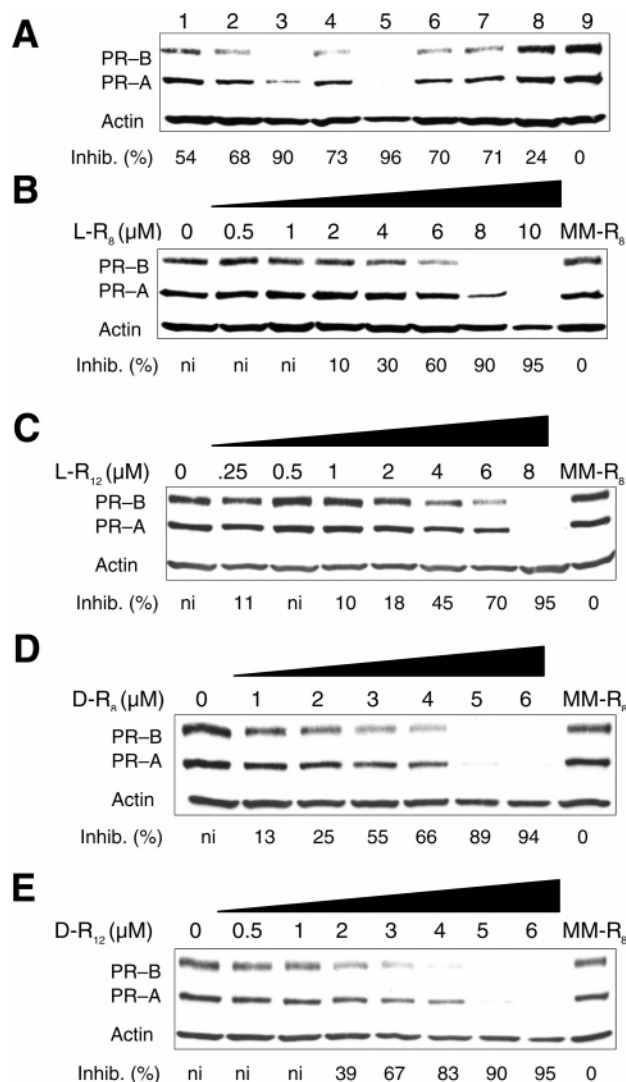 A
1 2 3 4 5 6 7 8 9
PR–B
PR–A
Actin
Inhib. (%) 54 68 90 73 96 70 71 24 0
B
L-R₈ (µM) 0 0.5 1 2 4 6 8 10 MM-R₈
PR–B
PR–A
Actin
Inhib. (%) ni ni ni 10 30 60 90 95 0
C
L-R₁₂ (µM) 0 .25 0.5 1 2 4 6 8 MM-R₈
PR–B
PR–A
Actin
Inhib. (%) ni 11 ni 10 18 45 70 95 0
D
D-R₈ (µM) 0 1 2 3 4 5 6 MM-R₈
PR–B
PR–A
Actin
Inhib. (%) ni 13 25 55 66 89 94 0
E
D-R₁₂ (µM) 0 0.5 1 2 3 4 5 6 MM-R₈
PR–B
PR–A
Actin
Inhib. (%) ni ni ni 39 67 83 90 95 0